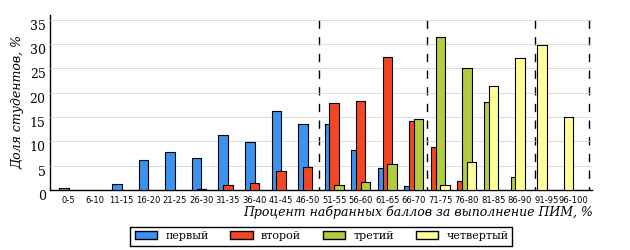 Доля студентов, %
35
30
25
20
15
10
5
0
0-5 6-10 11-15 16-20 21-25 26-30 31-35 36-40 41-45 46-50 51-55 56-60 61-65 66-70 71-75 76-80 81-85 86-90 91-95 96-100
Процент набранных баллов за выполнение ПИМ, %
первый второй третий четвертый